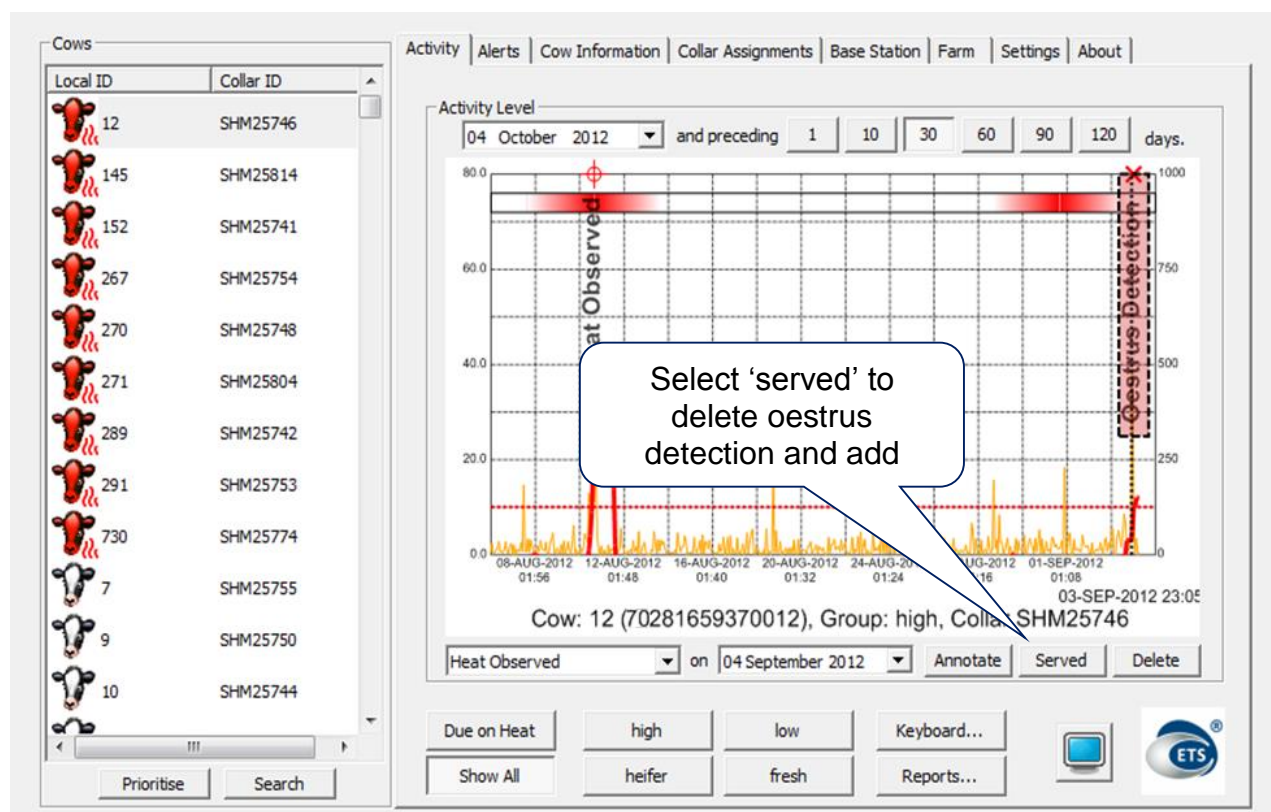 Cows
Local ID Collar ID
12 SHM25746
145 SHM25814
152 SHM25741
267 SHM25754
270 SHM25748
271 SHM25804
289 SHM25742
291 SHM25753
730 SHM25774
7 SHM25755
9 SHM25750
10 SHM25744
Prioritise Search
Activity Alerts Cow Information Collar Assignments Base Station Farm Settings About
Activity Level
04 October 2012 and preceding 1 10 30 60 90 120 days.
80.0 1000
60.0 750
40.0 500
20.0 250
0.0 0
at Observed
Oestrus Detection
Select ‘served’ to
delete oestrus
detection and add
08-AUG-2012 12-AUG-2012 16-AUG-2012 20-AUG-2012 24-AUG-20 UG-2012 01-SEP-2012
01:56 01:48 01:40 01:32 01:24 :16 01:08
03-SEP-2012 23:05
Cow: 12 (70281659370012), Group: high, Collar SHM25746
Heat Observed on 04 September 2012 Annotate Served Delete
Due on Heat high low Keyboard...
Show All heifer fresh Reports...
ETS
®